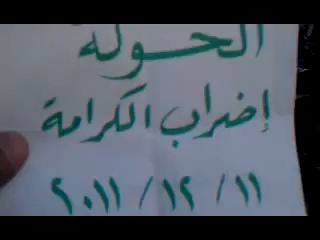 الحولة
إضراب الكرامة
١١ / ١٢ / ٢٠١١